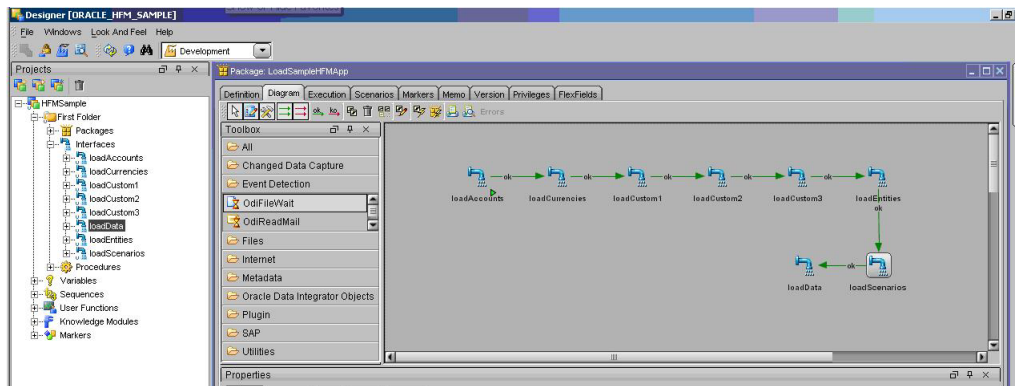 Designer [ORACLE_HFM_SAMPLE]
File Windows Look And Feel Help
Development
Projects
HFMSample
First Folder
Packages
Interfaces
loadAccounts
loadCurrencies
loadCustom1
loadCustom2
loadCustom3
loadData
loadEntities
loadScenarios
Procedures
Variables
Sequences
User Functions
Knowledge Modules
Markers
Package: LoadSampleHFMApp
Definition Diagram Execution Scenarios Markers Memo Version Privileges FlexFields
ok ko Errors
Toolbox
All
Changed Data Capture
Event Detection
OdiFileWait
OdiReadMail
Files
Internet
Metadata
Oracle Data Integrator Objects
Plugin
SAP
Utilities
ok ok ok ok ok
loadAccounts loadCurrencies loadCustom1 loadCustom2 loadCustom3 loadEntities
ok
ok
loadData loadScenarios
Properties